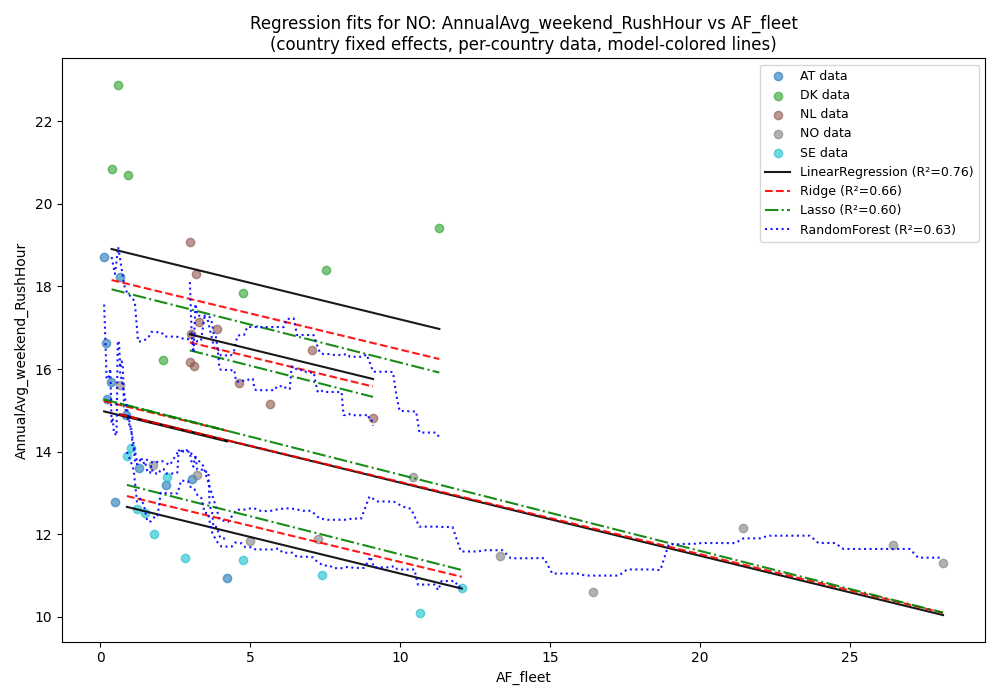 Regression fits for NO: AnnualAvg_weekend_RushHour vs AF_fleet
(country fixed effects, per-country data, model-colored lines)
AT data
DK data
NL data
NO data
SE data
LinearRegression (R²=0.76)
Ridge (R²=0.66)
Lasso (R²=0.60)
RandomForest (R²=0.63)
AnnualAvg_weekend_RushHour
22
20
18
16
14
12
10
0 5 10 15 20 25
AF_fleet